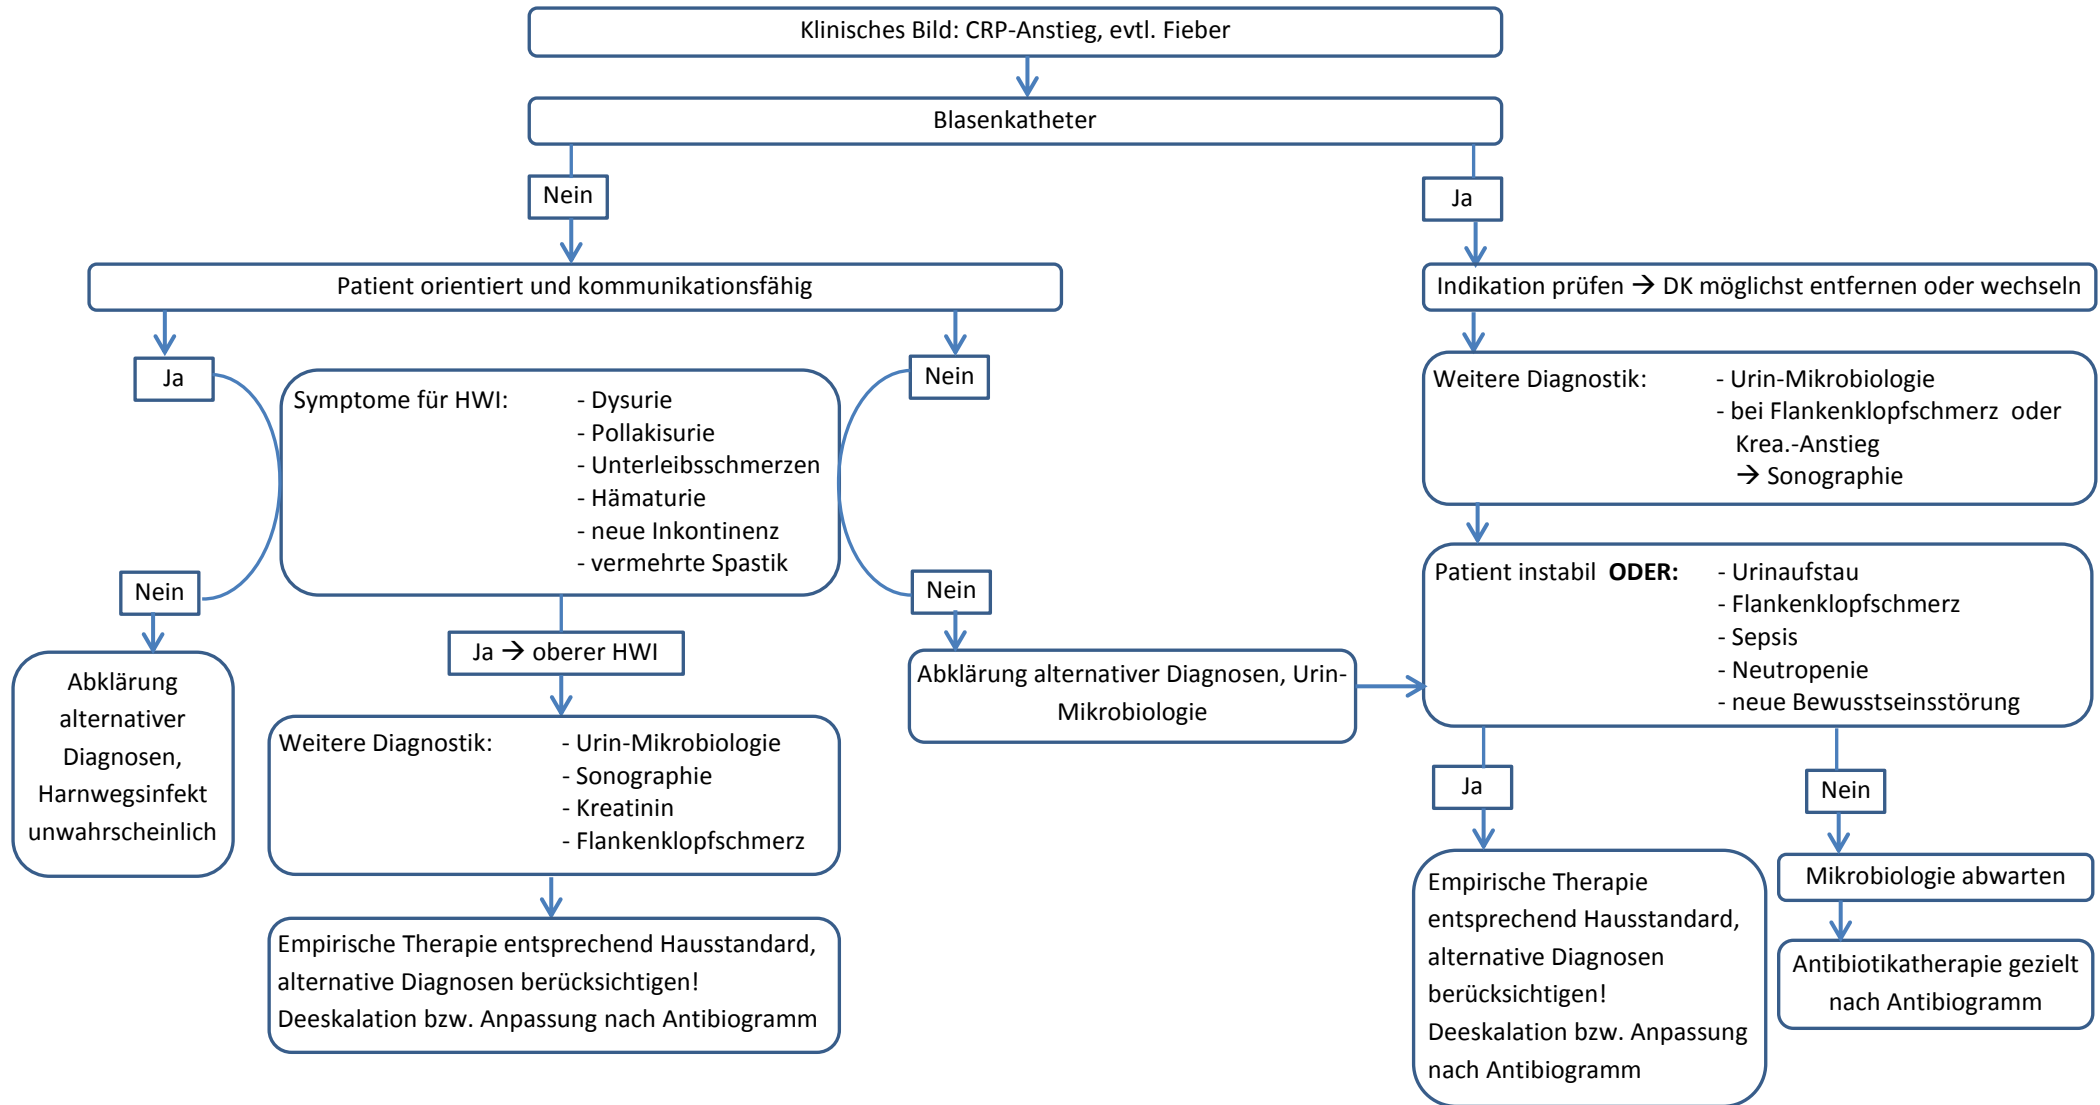 Klinisches Bild: CRP-Anstieg, evtl. Fieber
Blasenkatheter
Nein
Ja
Patient orientiert und kommunikationsfähig
Indikation prüfen → DK möglichst entfernen oder wechseln
Ja
Nein
Symptome für HWI: - Dysurie
- Pollakisurie
- Unterleibsschmerzen
- Hämaturie
- neue Inkontinenz
- vermehrte Spastik
Weitere Diagnostik: - Urin-Mikrobiologie
- bei Flankenklopfschmerz oder
Krea.-Anstieg
→ Sonographie
Nein
Nein
Patient instabil ODER: - Urinaufstau
- Flankenklopfschmerz
- Sepsis
- Neutropenie
- neue Bewusstseinsstörung
Ja → oberer HWI
Abklärung
alternativer
Diagnosen,
Harnwegsinfekt
unwahrscheinlich
Abklärung alternativer Diagnosen, Urin-
Mikrobiologie
Weitere Diagnostik: - Urin-Mikrobiologie
- Sonographie
- Kreatinin
- Flankenklopfschmerz
Ja
Nein
Empirische Therapie entsprechend Hausstandard,
alternative Diagnosen berücksichtigen!
Deeskalation bzw. Anpassung nach Antibiogramm
Empirische Therapie
entsprechend Hausstandard,
alternative Diagnosen
berücksichtigen!
Deeskalation bzw. Anpassung
nach Antibiogramm
Mikrobiologie abwarten
Antibiotikatherapie gezielt
nach Antibiogramm